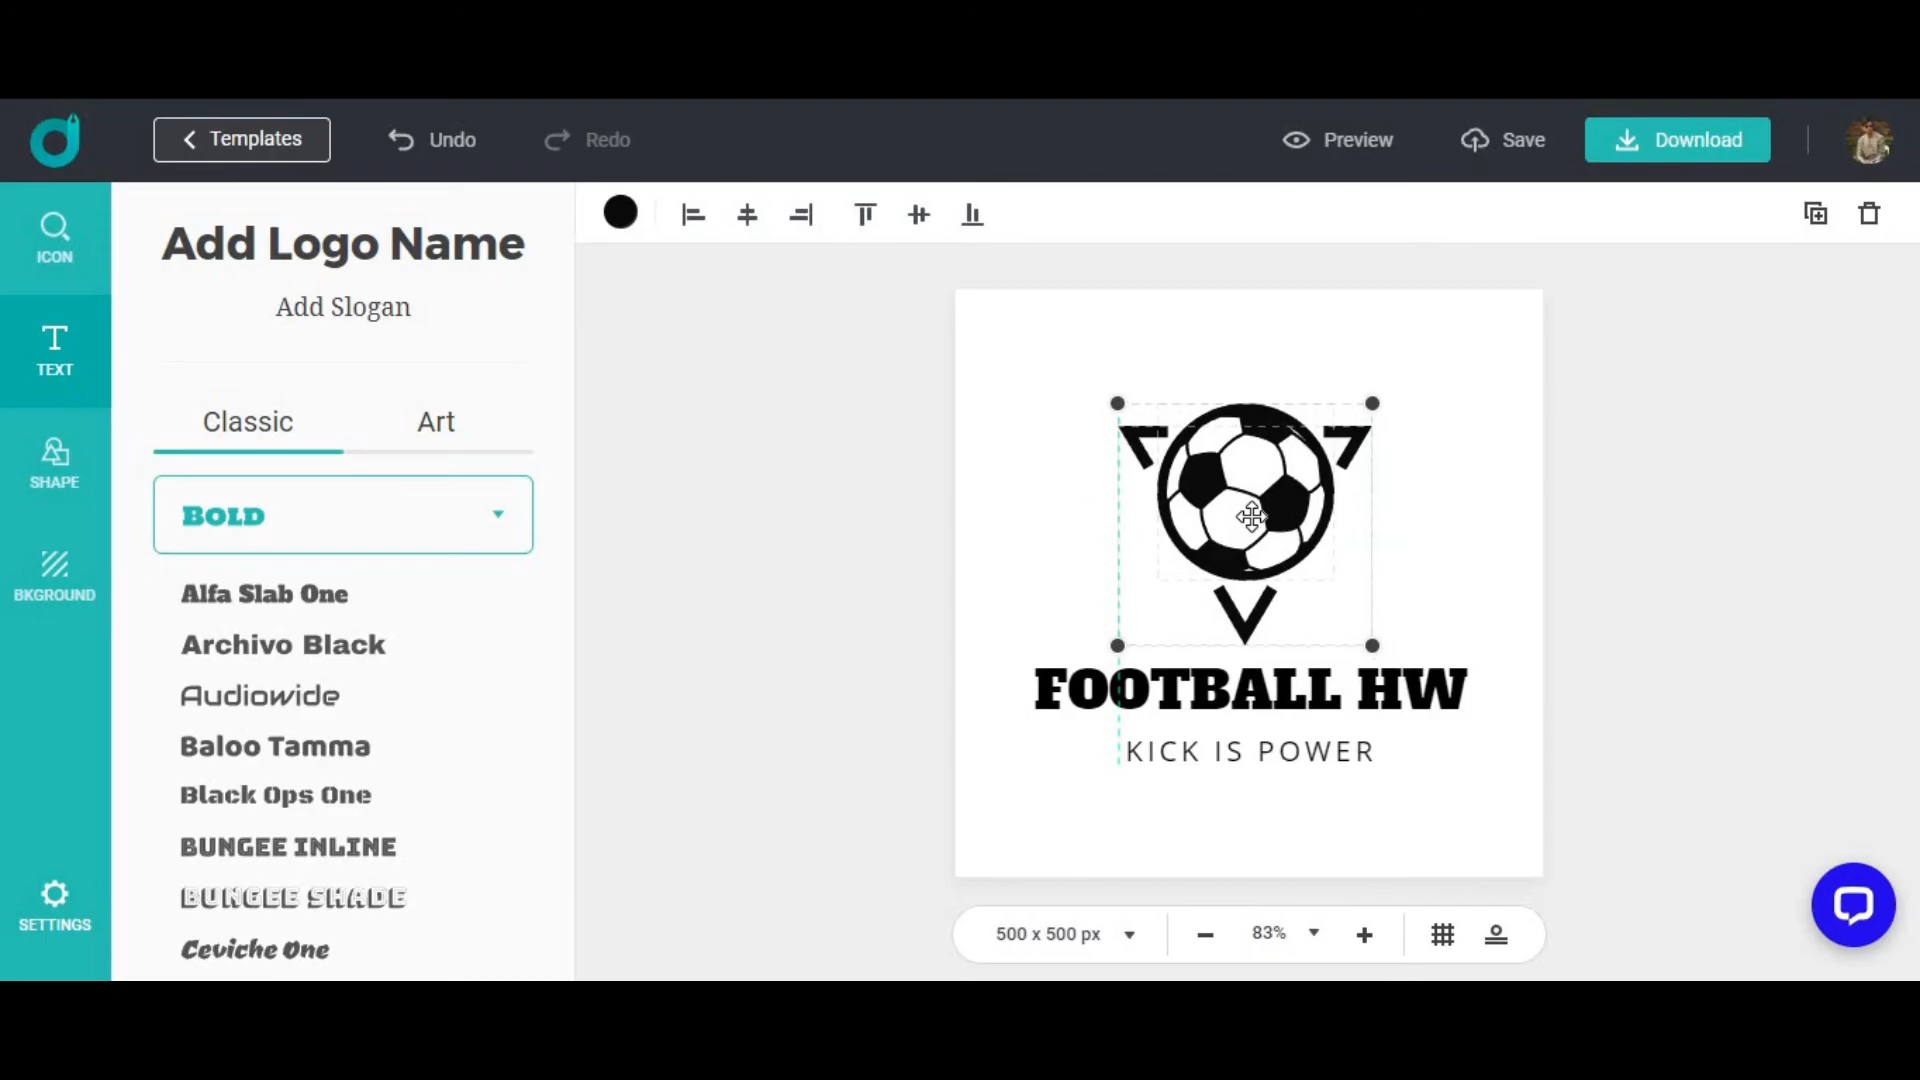 Templates
Undo
Redo
Preview
Save
Download
ICON
TEXT
SHAPE
BKGROUND
SETTINGS
Add Logo Name
Add Slogan
Classic
Art
BOLD
Alfa Slab One
Archivo Black
Audiowide
Baloo Tamma
Black Ops One
BUNGEE INLINE
BUNGEE SHADE
Ceviche One
FOOTBALL HW
KICK IS POWER
500 x 500 px
83%